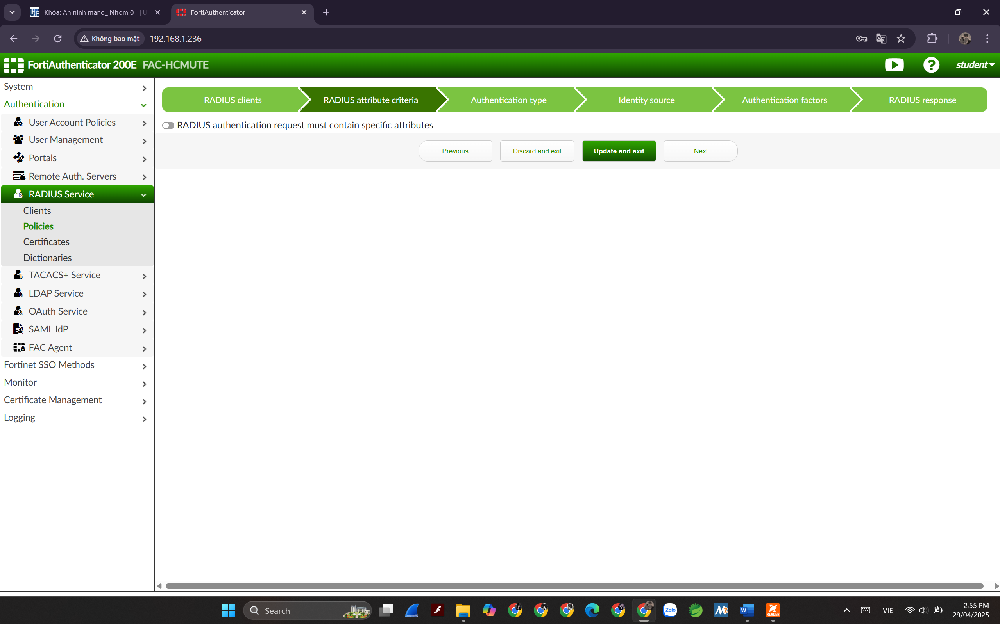 Khóa: An ninh mang_ Nhom 01 | U
FortiAuthenticator
Không bảo mật
192.168.1.236
FortiAuthenticator 200E FAC-HCMUTE
student
System
Authentication
User Account Policies
User Management
Portals
Remote Auth. Servers
RADIUS Service
Clients
Policies
Certificates
Dictionaries
TACACS+ Service
LDAP Service
OAuth Service
SAML IdP
FAC Agent
Fortinet SSO Methods
Monitor
Certificate Management
Logging
RADIUS clients
RADIUS attribute criteria
Authentication type
Identity source
Authentication factors
RADIUS response
RADIUS authentication request must contain specific attributes
Previous
Discard and exit
Update and exit
Next
Search
Zalo
READER
VIE
2:55 PM
29/04/2025